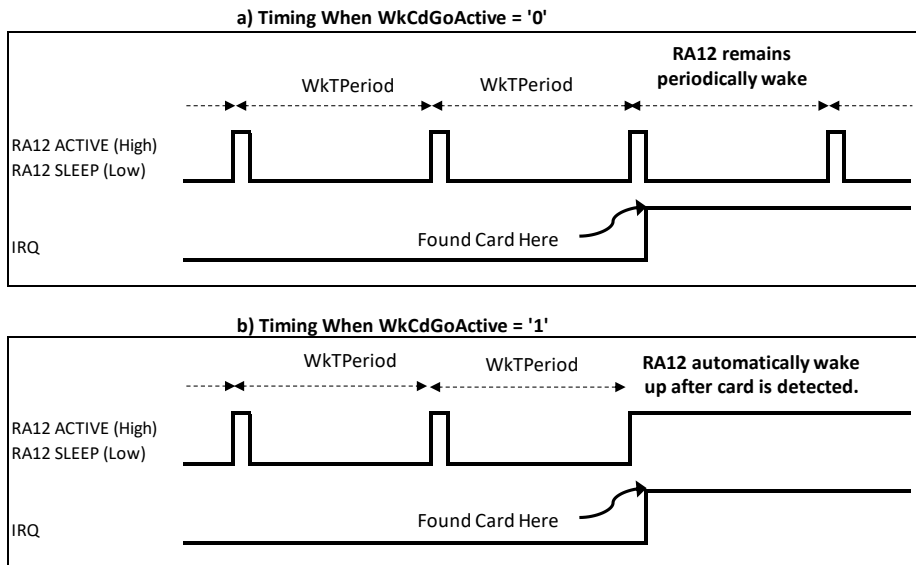 a) Timing When WkCdGoActive = '0'
RA12 remains
periodically wake
WkTPeriod
WkTPeriod
RA12 ACTIVE (High)
RA12 SLEEP (Low)
Found Card Here
IRQ
b) Timing When WkCdGoActive = '1'
WkTPeriod
WkTPeriod
RA12 automatically wake
up after card is detected.
RA12 ACTIVE (High)
RA12 SLEEP (Low)
Found Card Here
IRQ